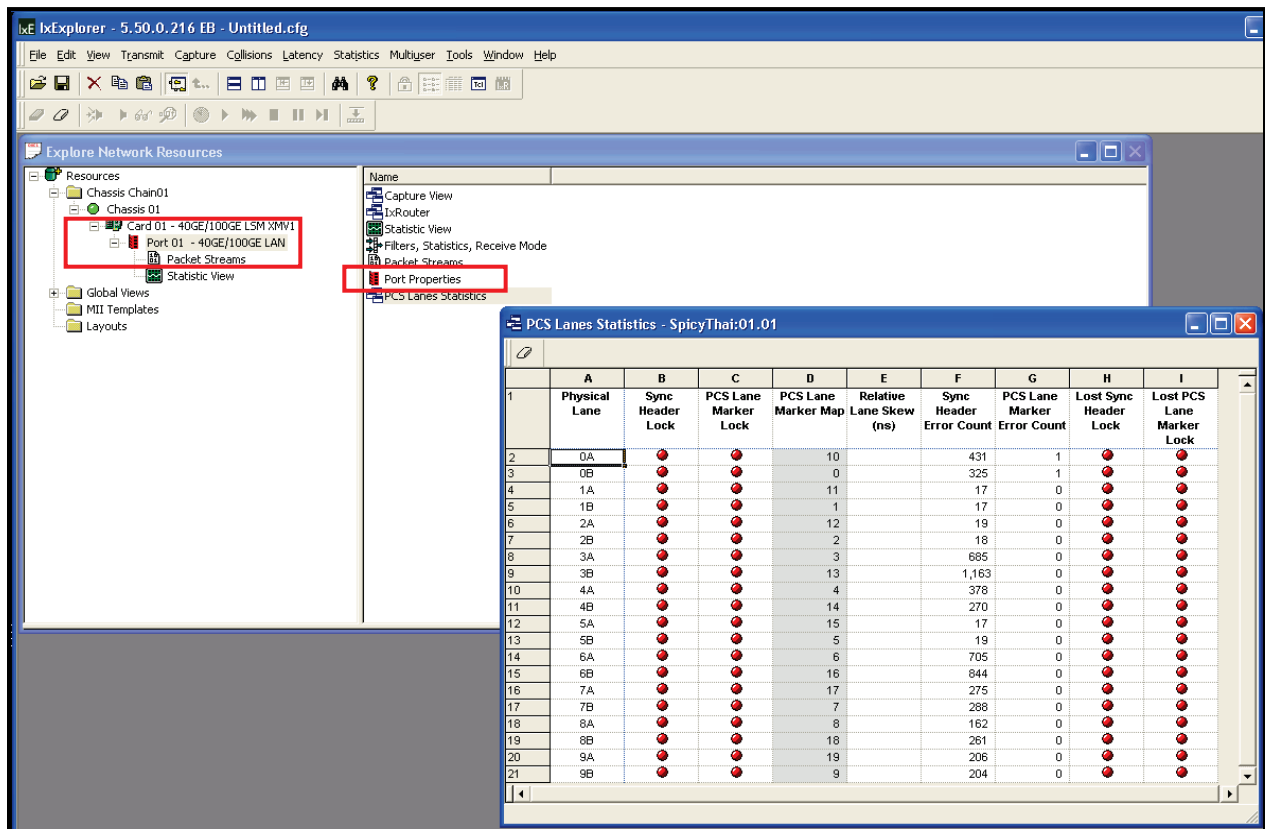 IxE IxExplorer - 5.50.0.216 EB - Untitled.cfg
File Edit View Transmit Capture Collisions Latency Statistics Multiuser Tools Window Help
Tcl
Explore Network Resources
Resources
Chassis Chain01
Chassis 01
Card 01 - 40GE/100GE LSM XMV1
Port 01 - 40GE/100GE LAN
Packet Streams
Statistic View
Global Views
MII Templates
Layouts
Name
Capture View
IxRouter
Statistic View
Filters, Statistics, Receive Mode
Packet Streams
Port Properties
PCS Lanes Statistics
PCS Lanes Statistics - SpicyThai:01.01
A B C D E F G H I
1 Physical Lane Sync Header Lock PCS Lane Marker Lock PCS Lane Marker Map Relative Lane Skew (ns) Sync Header Error Count PCS Lane Marker Error Count Lost Sync Header Lock Lost PCS Lane Marker Lock
2 0A 10 431 1
3 0B 0 325 1
4 1A 11 17 0
5 1B 1 17 0
6 2A 12 19 0
7 2B 2 18 0
8 3A 3 685 0
9 3B 13 1,163 0
10 4A 4 378 0
11 4B 14 270 0
12 5A 15 17 0
13 5B 5 19 0
14 6A 6 705 0
15 6B 16 844 0
16 7A 17 275 0
17 7B 7 288 0
18 8A 8 162 0
19 8B 18 261 0
20 9A 19 206 0
21 9B 9 204 0